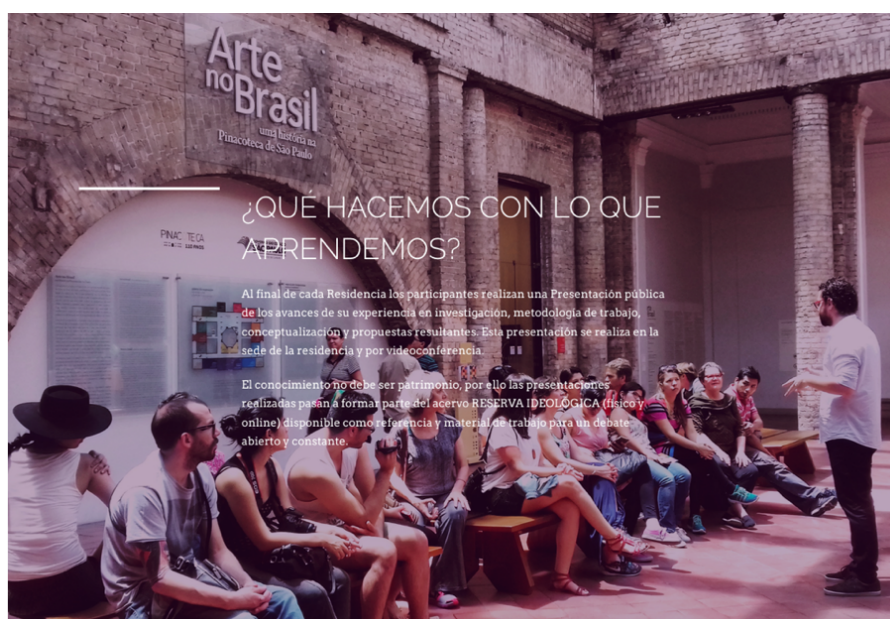 Arte
no Brasil
uma história na
Pinacoteca de São Paulo
PINAC TECA
¿QUÉ HACEMOS CON LO QUE
APRENDEMOS?
Al final de cada Residencia los participantes realizan una Presentación pública
de los avances de su experiencia en investigación, metodología de trabajo,
conceptualización y propuestas resultantes. Esta presentación se realiza en la
sede de la residencia y por videoconferencia.
El conocimiento no debe ser patrimonio, por ello las presentaciones
realizadas pasan a formar parte del acervo RESERVA IDEOLÓGICA (físico y
online) disponible como referencia y material de trabajo para un debate
abierto y constante.